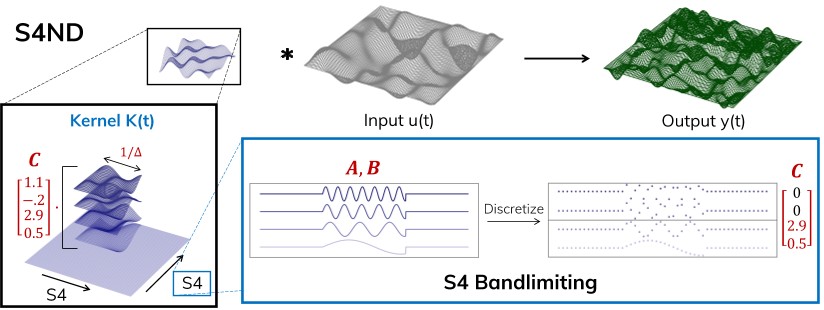 S4ND
*
Input u(t)
Output y(t)
Kernel K(t)
C
1/Δ
1.1
−.2
2.9
0.5
.
S4
S4
A, B
Discretize
C
0
0
2.9
0.5
S4 Bandlimiting